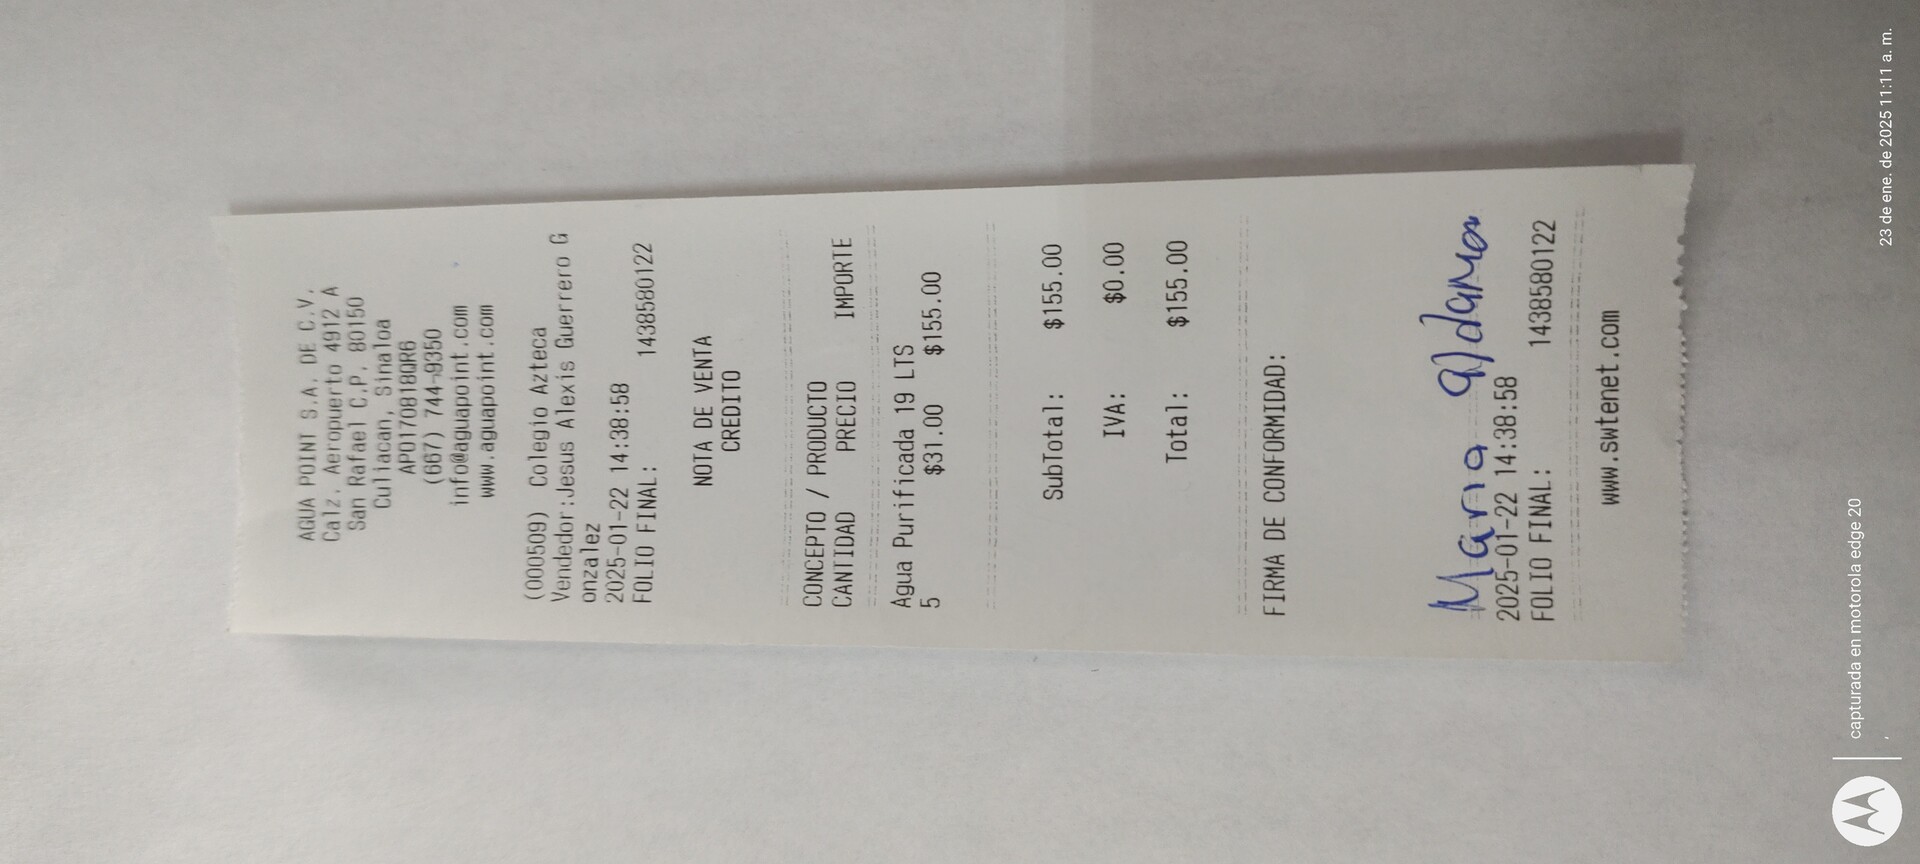 AGUA POINT S.A. DE C.V.
Calz. Aeropuerto 4912 A
San Rafael C.P. 80150
Culiacan, Sinaloa
APO170818QR6
(667) 744-9350
info@aguapoint.com
www.aguapoint.com
(000509) Colegio Azteca
Vendedor:Jesus Alexis Guerrero G
onzalez
2025-01-22 14:38:58
FOLIO FINAL: 1438580122
NOTA DE VENTA
CREDITO
CONCEPTO / PRODUCTO
CANTIDAD PRECIO IMPORTE
Agua Purificada 19 LTS
5 $31.00 $155.00
SubTotal: $155.00
IVA: $0.00
Total: $155.00
FIRMA DE CONFORMIDAD:
Maria Aldama
2025-01-22 14:38:58
FOLIO FINAL: 1438580122
www.swtenet.com
capturada en motorola edge 20
23 de ene. de 2025 11:11 a. m.